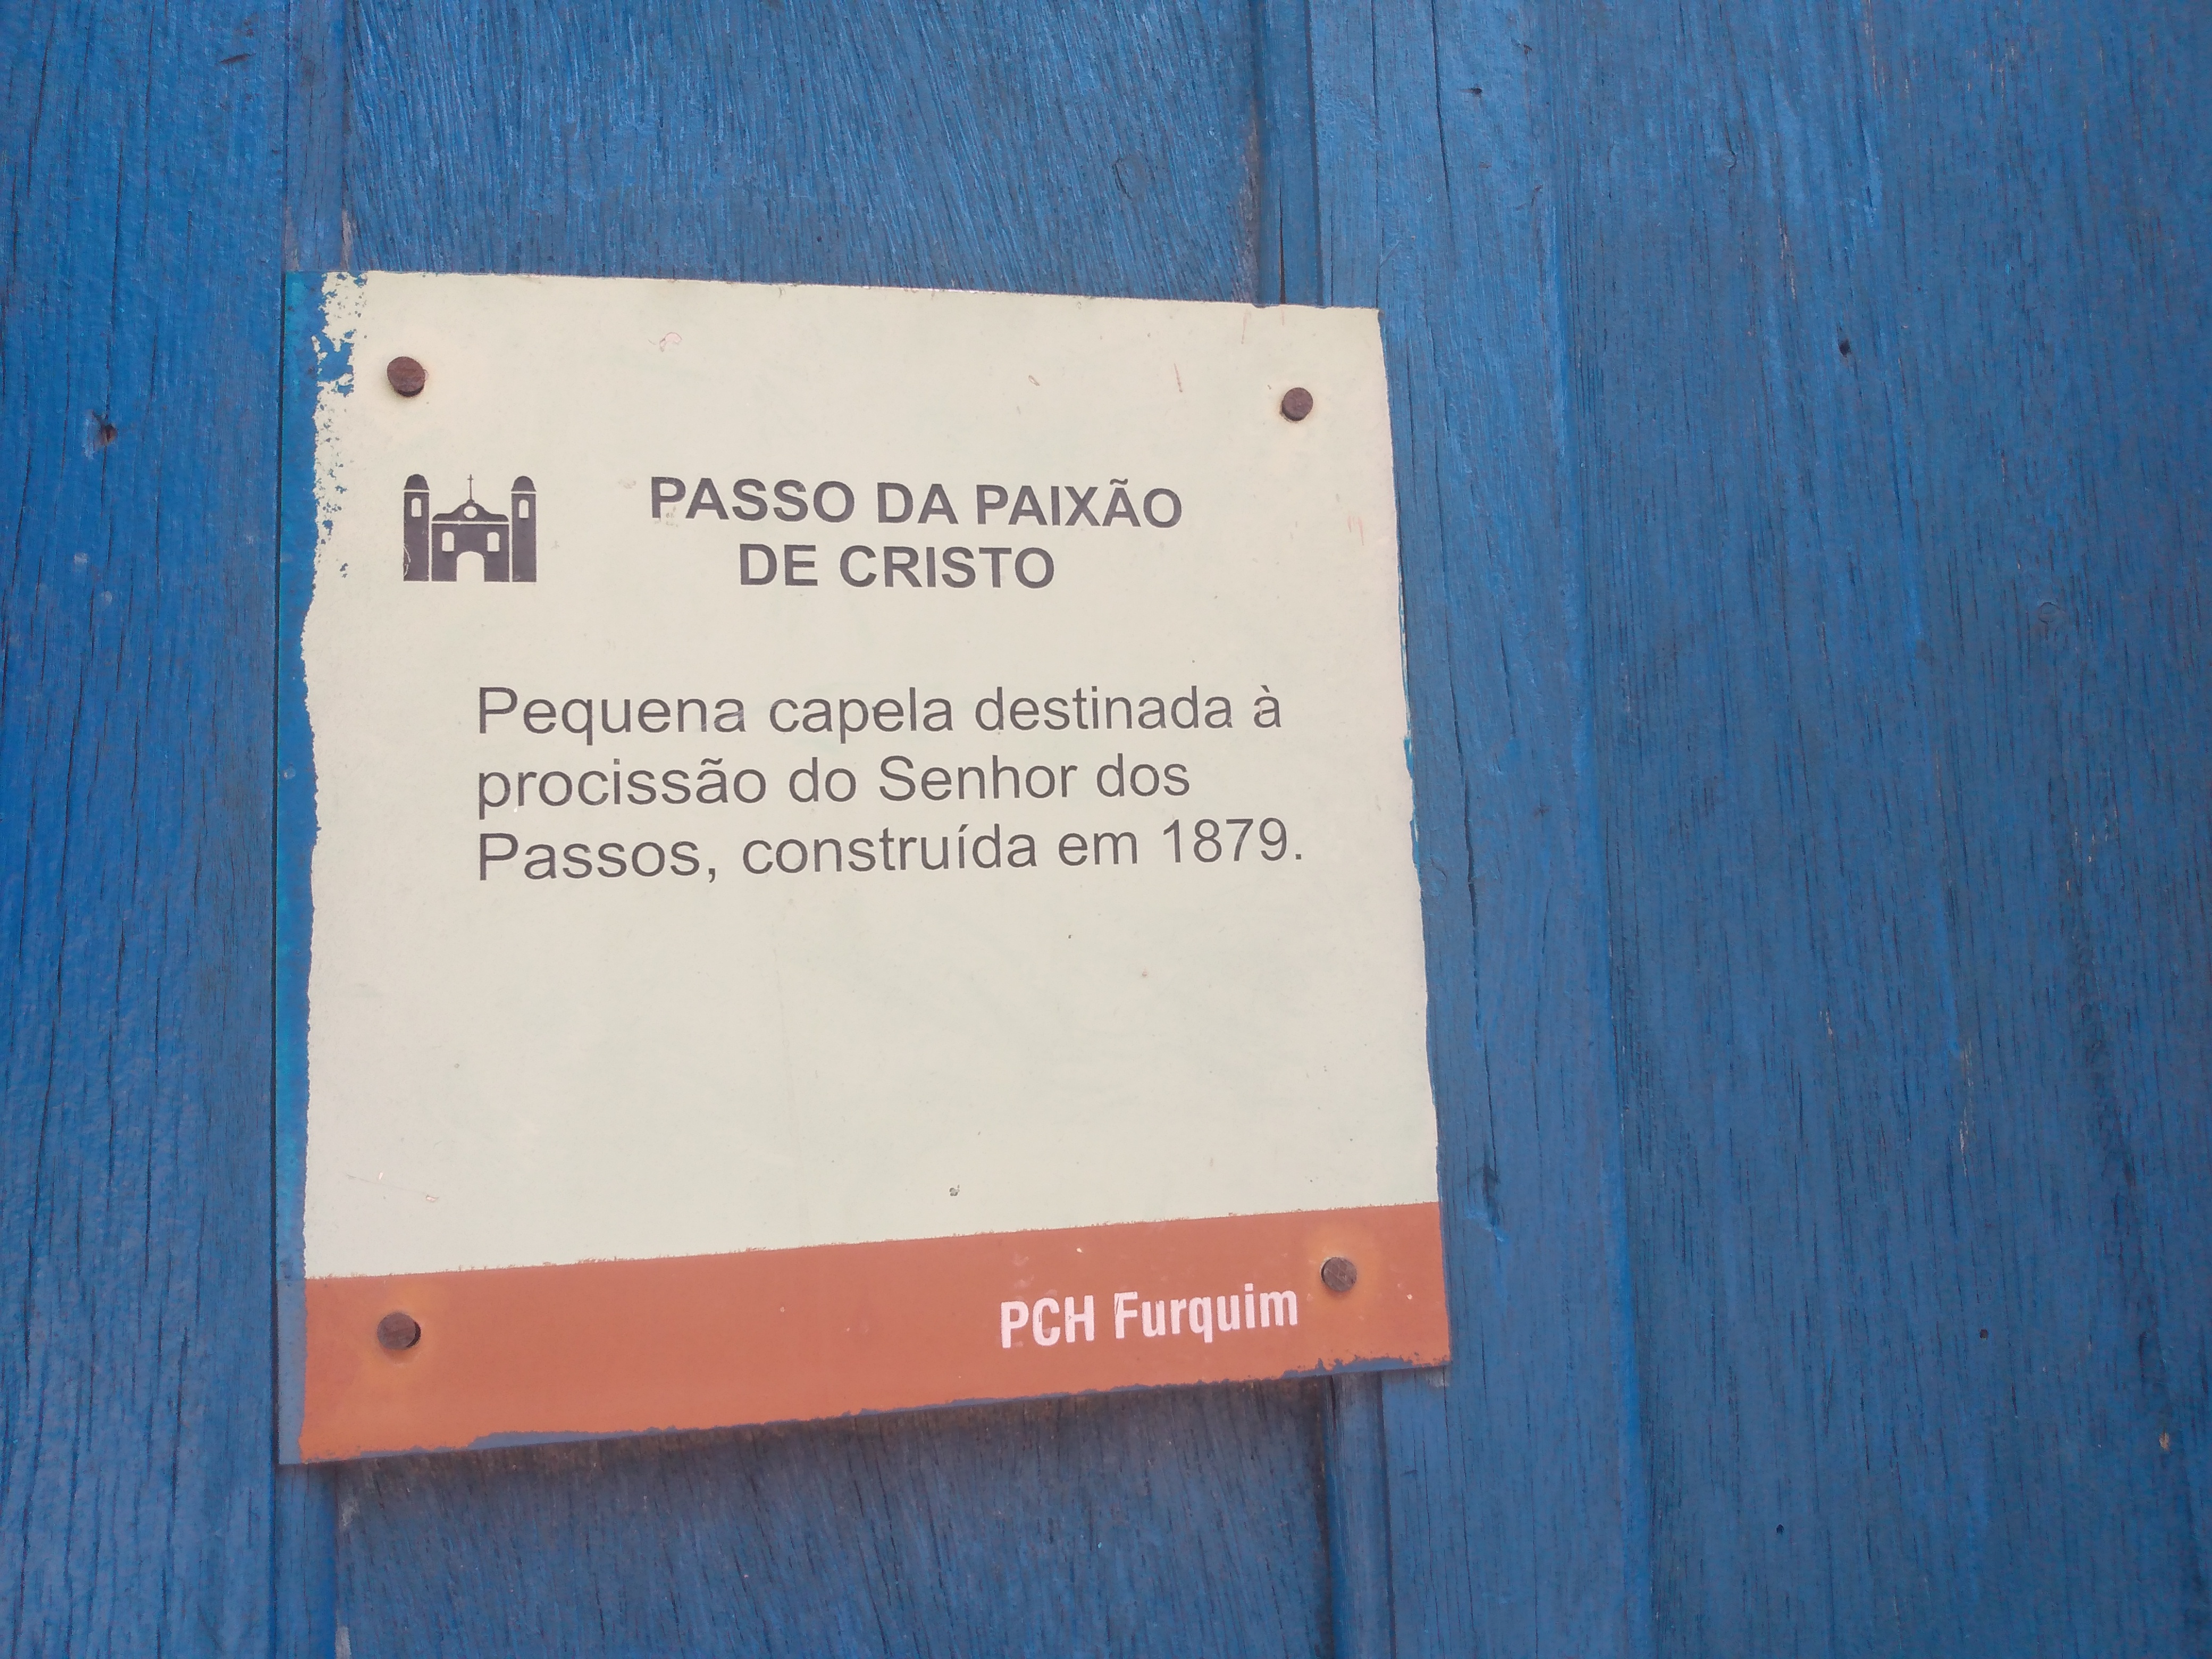 PASSO DA PAIXÃO
DE CRISTO
Pequena capela destinada à
procissão do Senhor dos
Passos, construída em 1879.
PCH Furquim